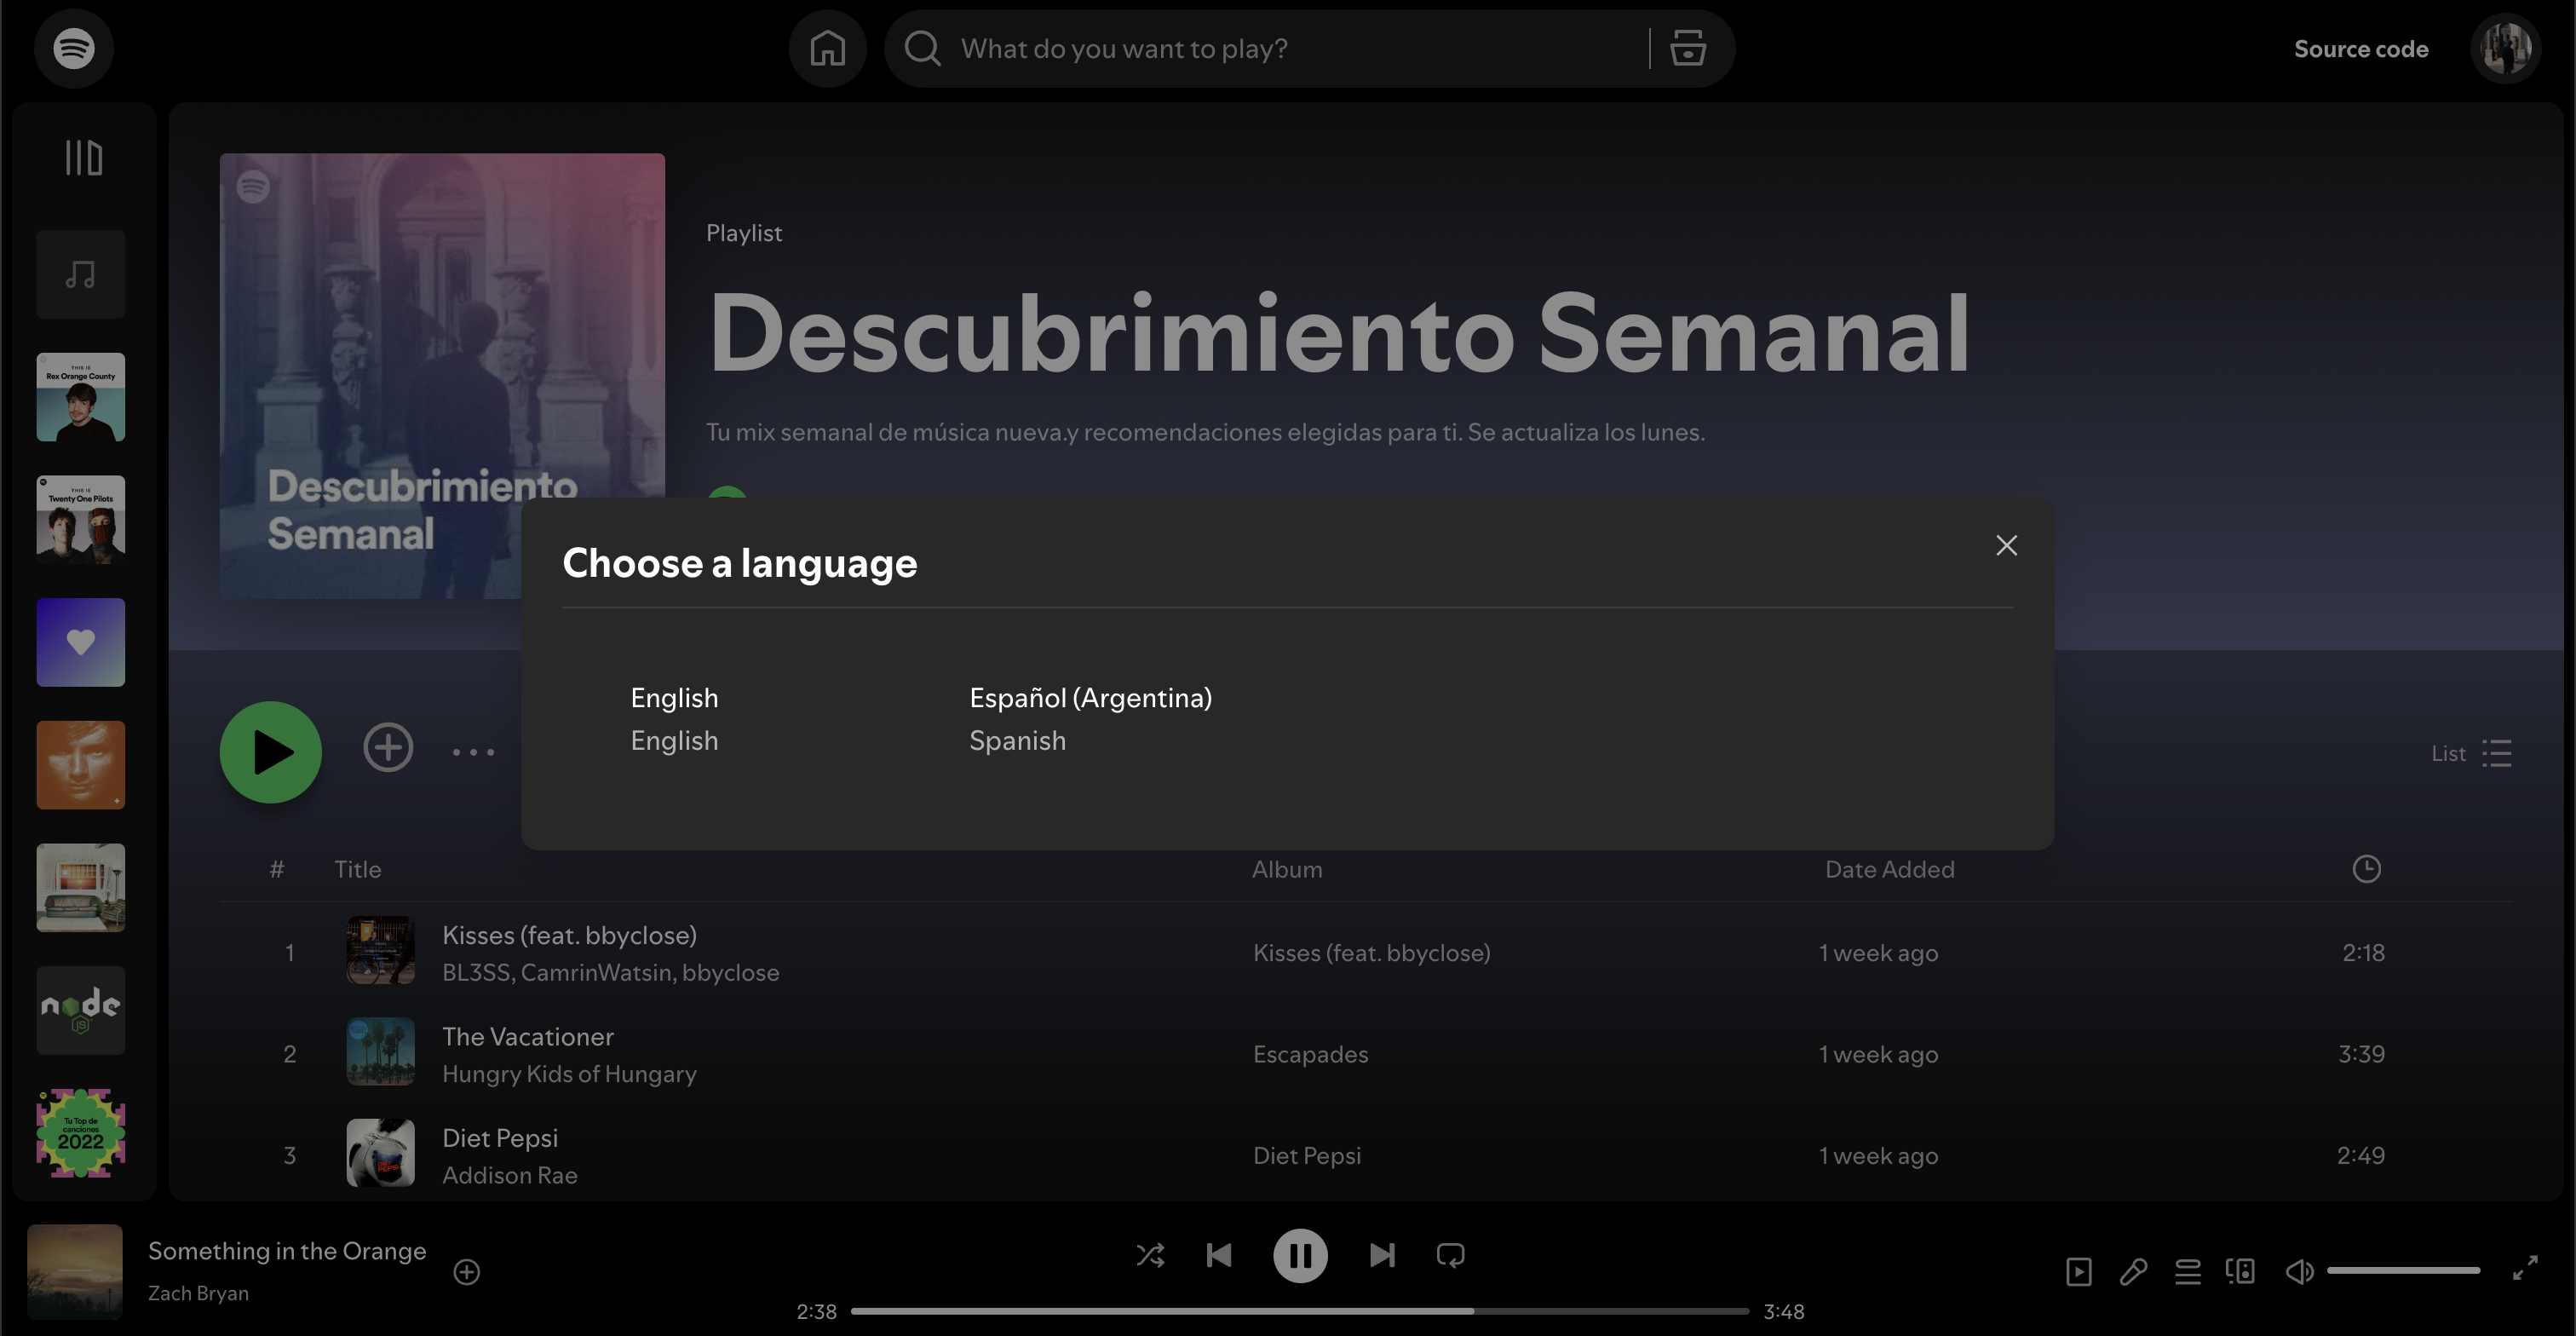 What do you want to play?
Source code
THIS IS
Rex Orange County
THIS IS
Twenty One Pilots
node
JS
Tu Top de
canciones
2022
Descubrimiento
Semanal
Playlist
Descubrimiento Semanal
Tu mix semanal de música nueva.y recomendaciones elegidas para ti. Se actualiza los lunes.
Choose a language
English
English
Español (Argentina)
Spanish
List
# Title Album Date Added
1 Kisses (feat. bbyclose) Kisses (feat. bbyclose) 1 week ago 2:18
BL3SS, CamrinWatsin, bbyclose
2 The Vacationer Escapades 1 week ago 3:39
Hungry Kids of Hungary
3 Diet Pepsi Diet Pepsi 1 week ago 2:49
Addison Rae
Something in the Orange
Zach Bryan
2:38 3:48